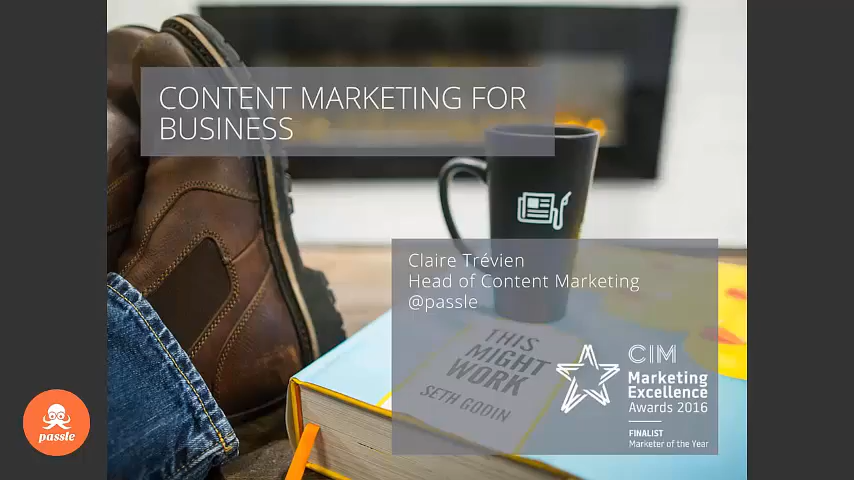 CONTENT MARKETING FOR
BUSINESS
Claire Trévien
Head of Content Marketing
@passle
THIS
MIGHT
WORK
SETH GODIN
CIM
Marketing
Excellence
Awards 2016
FINALIST
Marketer of the Year
passle